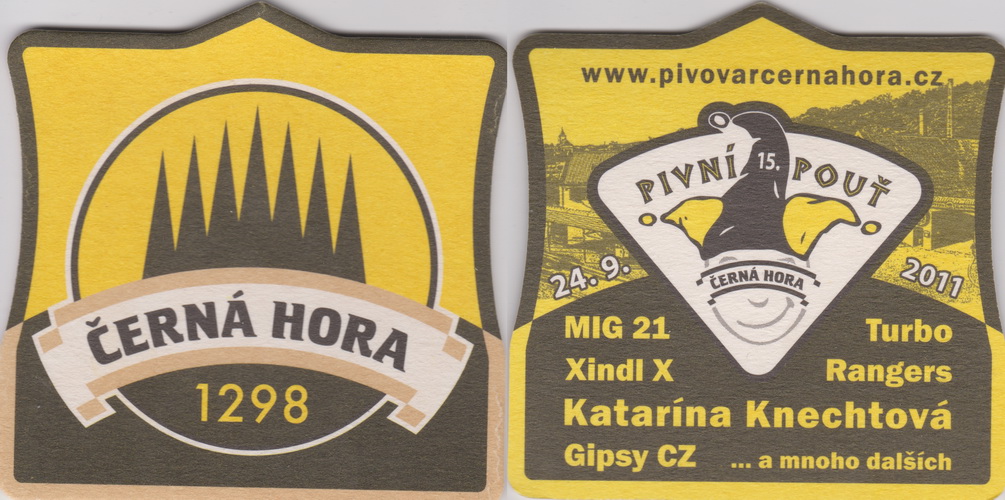 ČERNÁ HORA
1298
www.pivovarcernahora.cz
PIVNÍ 15. POUŤ
ČERNÁ HORA
24. 9. 2011
MIG 21 Turbo
Xindl X Rangers
Katarína Knechtová
Gipsy CZ ... a mnoho dalších